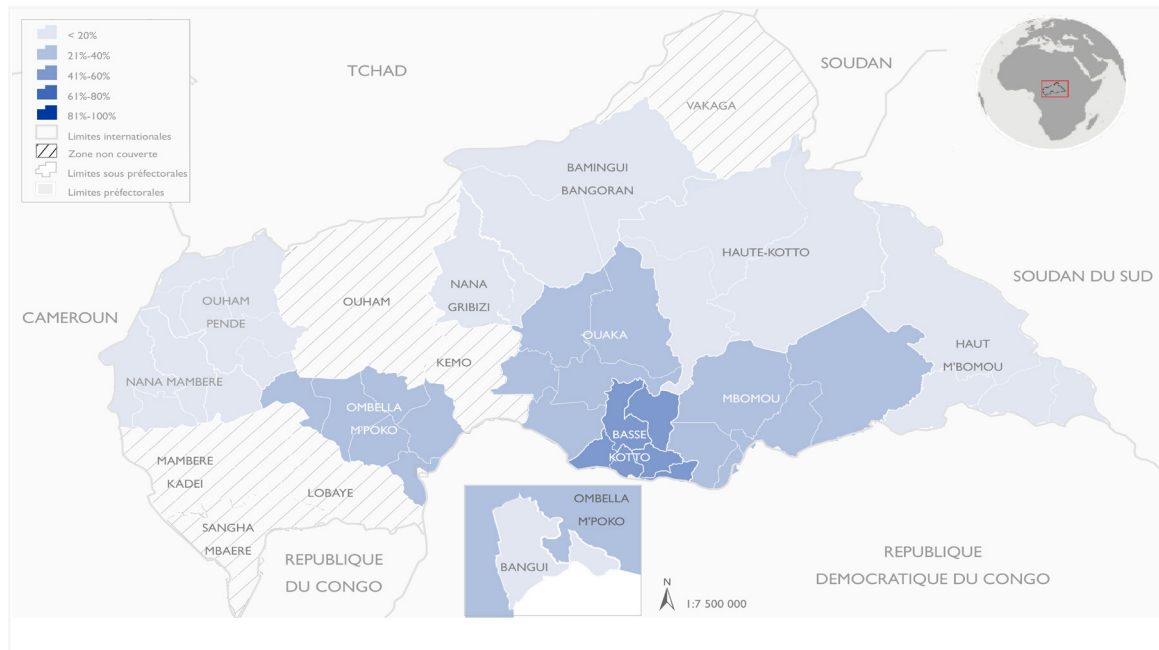 < 20%
21%-40%
41%-60%
61%-80%
81%-100%
Limites internationales
Zone non couverte
Limites sous préfectorales
Limites préfectorales
TCHAD
SOUDAN
VAKAGA
BAMINGUI
BANGORAN
HAUTE-KOTTO
SOUDAN DU SUD
CAMEROUN
OUHAM
PENDE
OUHAM
NANA
GRIBIZI
OUAKA
KEMO
HAUT
M'BOMOU
NANA MAMBERE
OMBELLA
M'POKO
MBOMOU
BASSE
KOTTO
MAMBERE
KADEI
LOBAYE
SANGHA
MBAERE
OMBELLA
M'POKO
BANGUI
REPUBLIQUE
DU CONGO
REPUBLIQUE
DEMOCRATIQUE DU CONGO
N
1:7 500 000